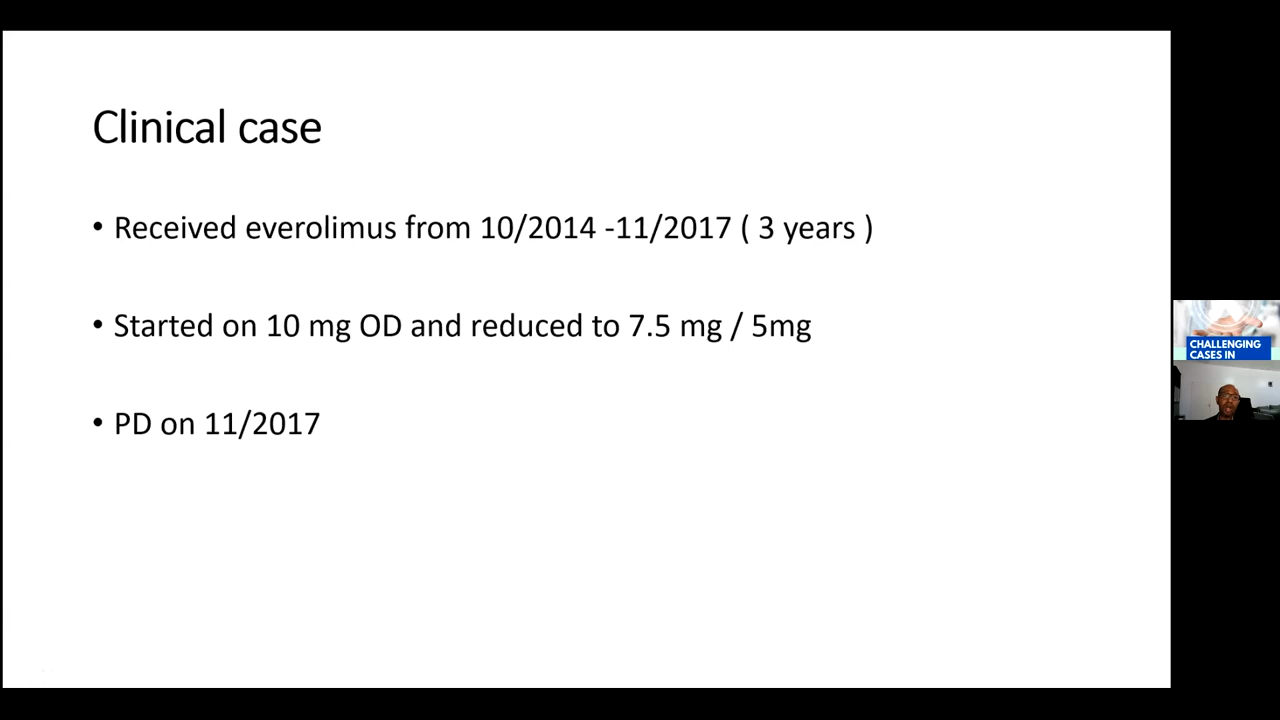 Clinical case
• Received everolimus from 10/2014 -11/2017 ( 3 years )
• Started on 10 mg OD and reduced to 7.5 mg / 5mg
• PD on 11/2017
CHALLENGING
CASES IN